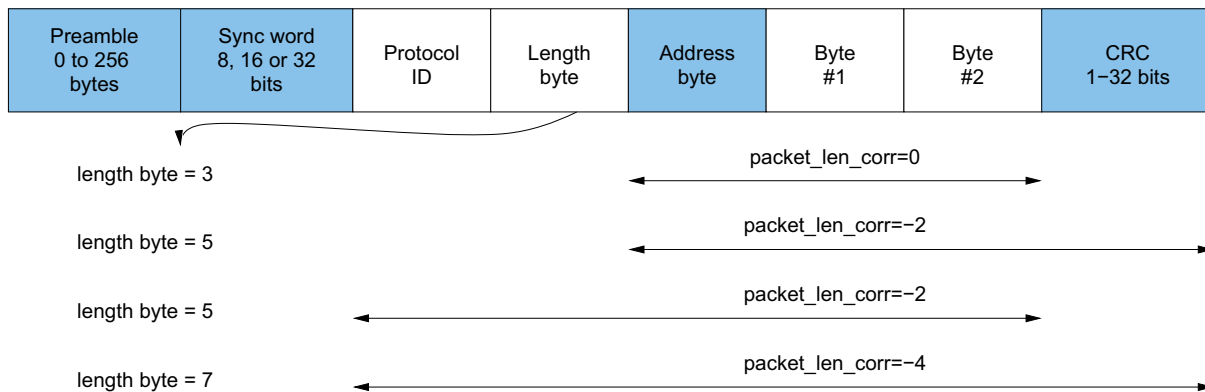 Preamble
0 to 256
bytes
Sync word
8, 16 or 32
bits
Protocol
ID
Length
byte
Address
byte
Byte
#1
Byte
#2
CRC
1−32 bits
length byte = 3
packet_len_corr=0
length byte = 5
packet_len_corr=−2
length byte = 5
packet_len_corr=−2
length byte = 7
packet_len_corr=−4